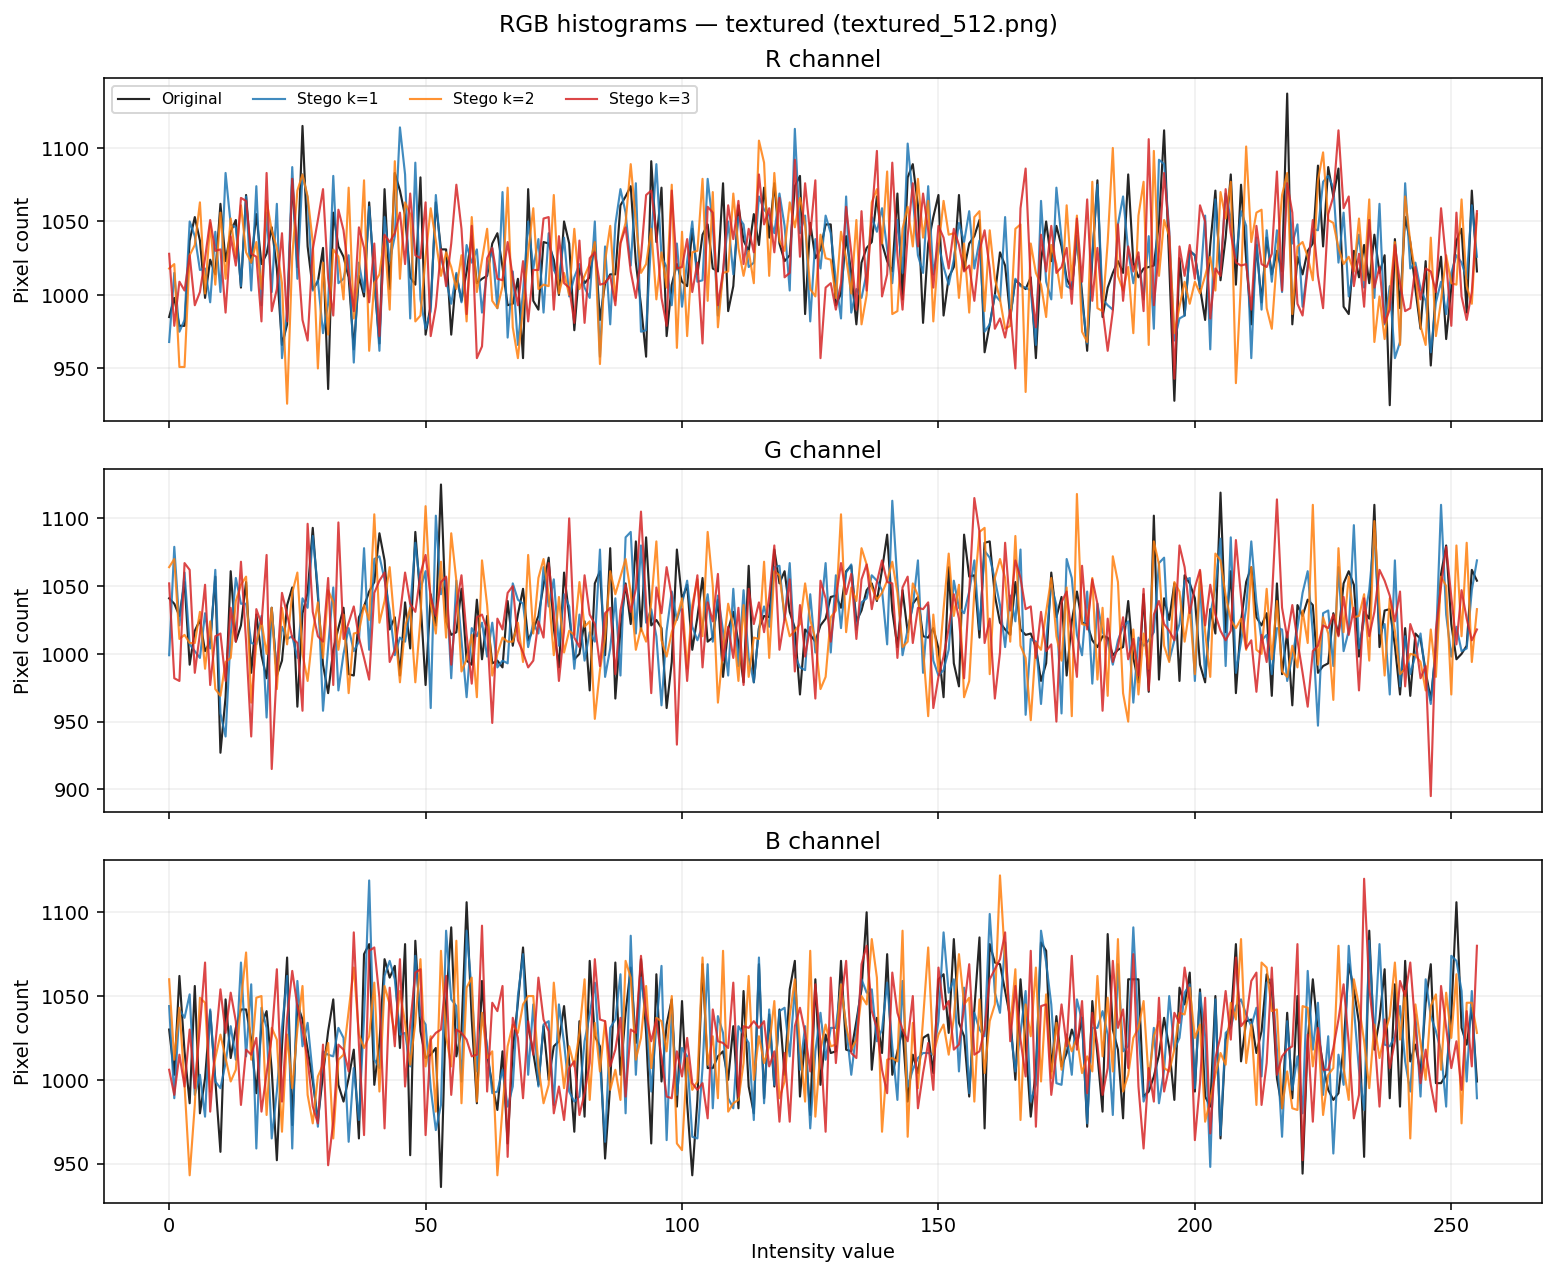 RGB histograms — textured (textured_512.png)
R channel
Original Stego k=1 Stego k=2 Stego k=3
Pixel count
1100
1050
1000
950
G channel
Pixel count
1100
1050
1000
950
900
B channel
Pixel count
1100
1050
1000
950
0 50 100 150 200 250
Intensity value